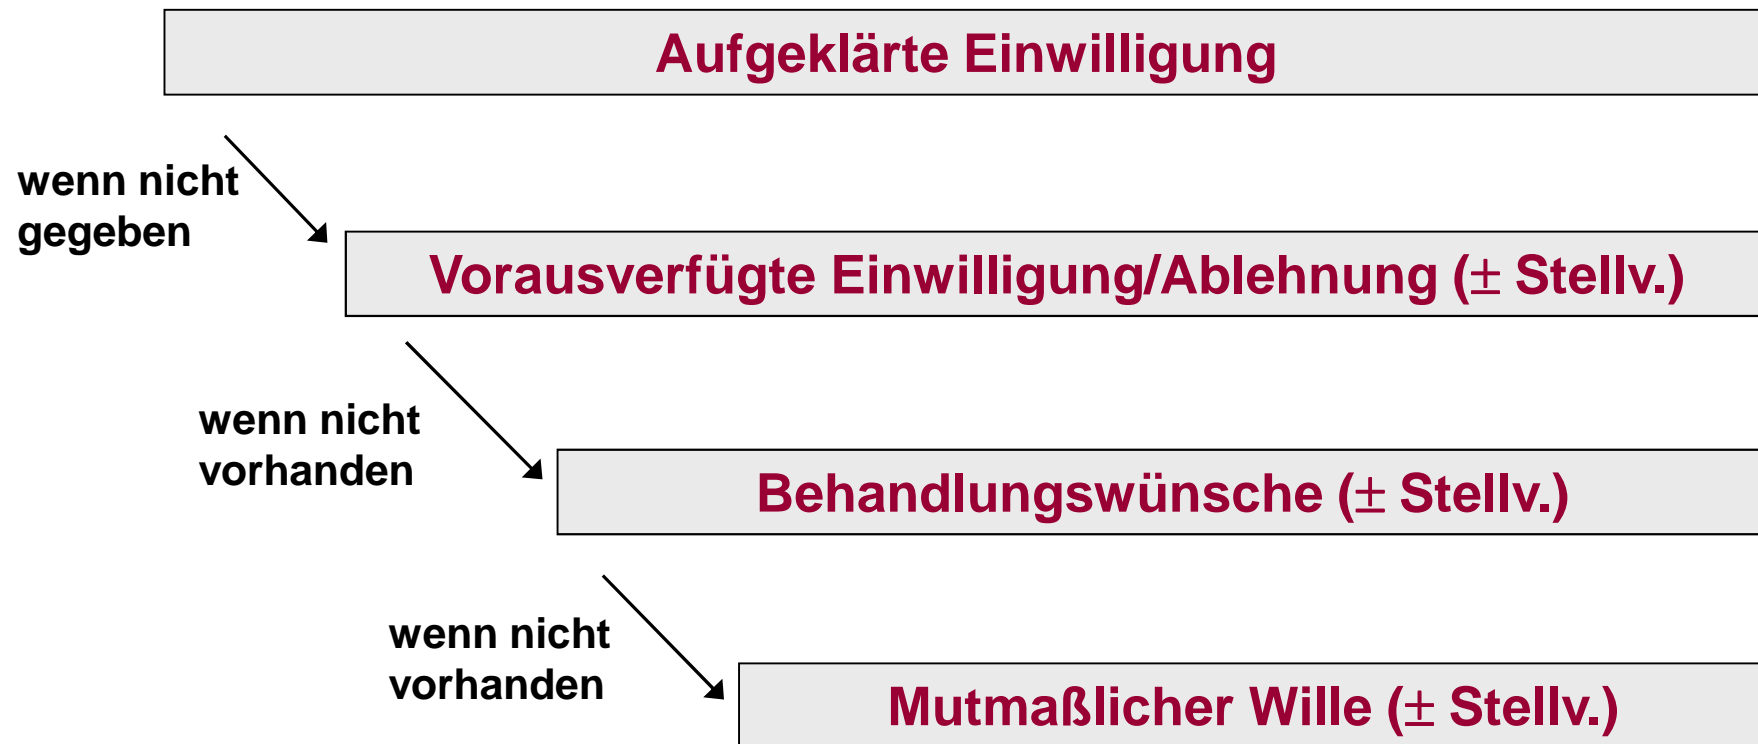 Aufgeklärte Einwilligung
wenn nicht
gegeben
Vorausverfügte Einwilligung/Ablehnung (± Stellv.)
wenn nicht
vorhanden
Behandlungswünsche (± Stellv.)
wenn nicht
vorhanden
Mutmaßlicher Wille (± Stellv.)